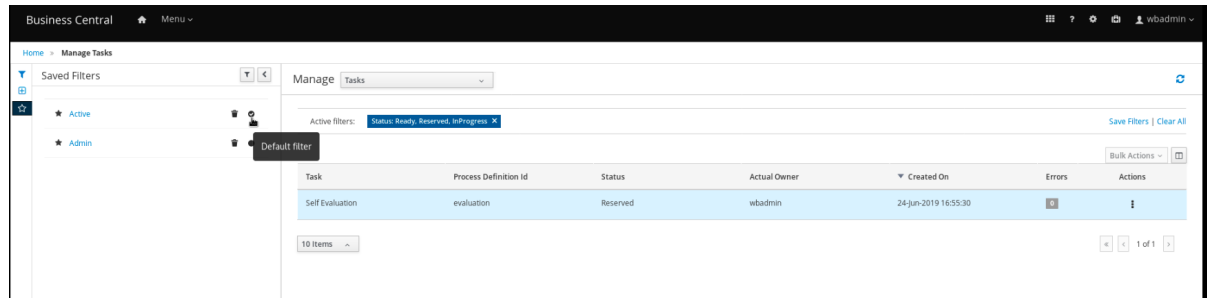 Business Central Menu ? wbadmin
Home > Manage Tasks
Saved Filters
Active
Admin
Default filter
Manage Tasks
Active filters: Status: Ready, Reserved, InProgress X
Save Filters | Clear All
Bulk Actions
Task Process Definition Id Status Actual Owner Created On Errors Actions
Self Evaluation evaluation Reserved wbadmin 24-Jun-2019 16:55:30 0
10 Items
« < 1 of 1 >